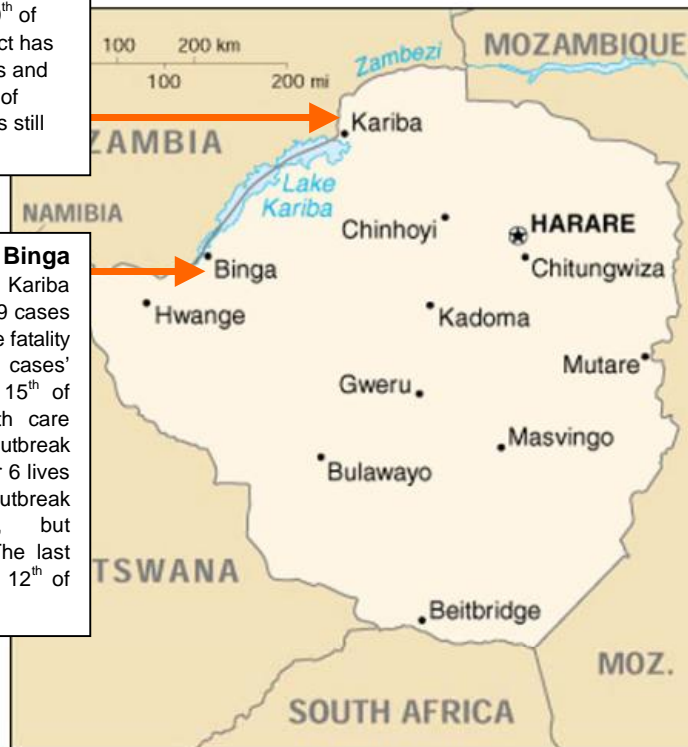 th of
ct has
s and
of
s still
100 200 km
100 200 mi
Zambezi
MOZAMBIQUE
ZAMBIA
Kariba
Lake
Kariba
NAMIBIA
Chinhoyi
HARARE
Chitungwiza
Binga
Kariba
9 cases
e fatality
cases'
15th of
th care
utbreak
r 6 lives
utbreak
, but
The last
12th of
Binga
Hwange
Kadoma
Mutare
Gweru
Masvingo
Bulawayo
TSWANA
Beitbridge
MOZ.
SOUTH AFRICA